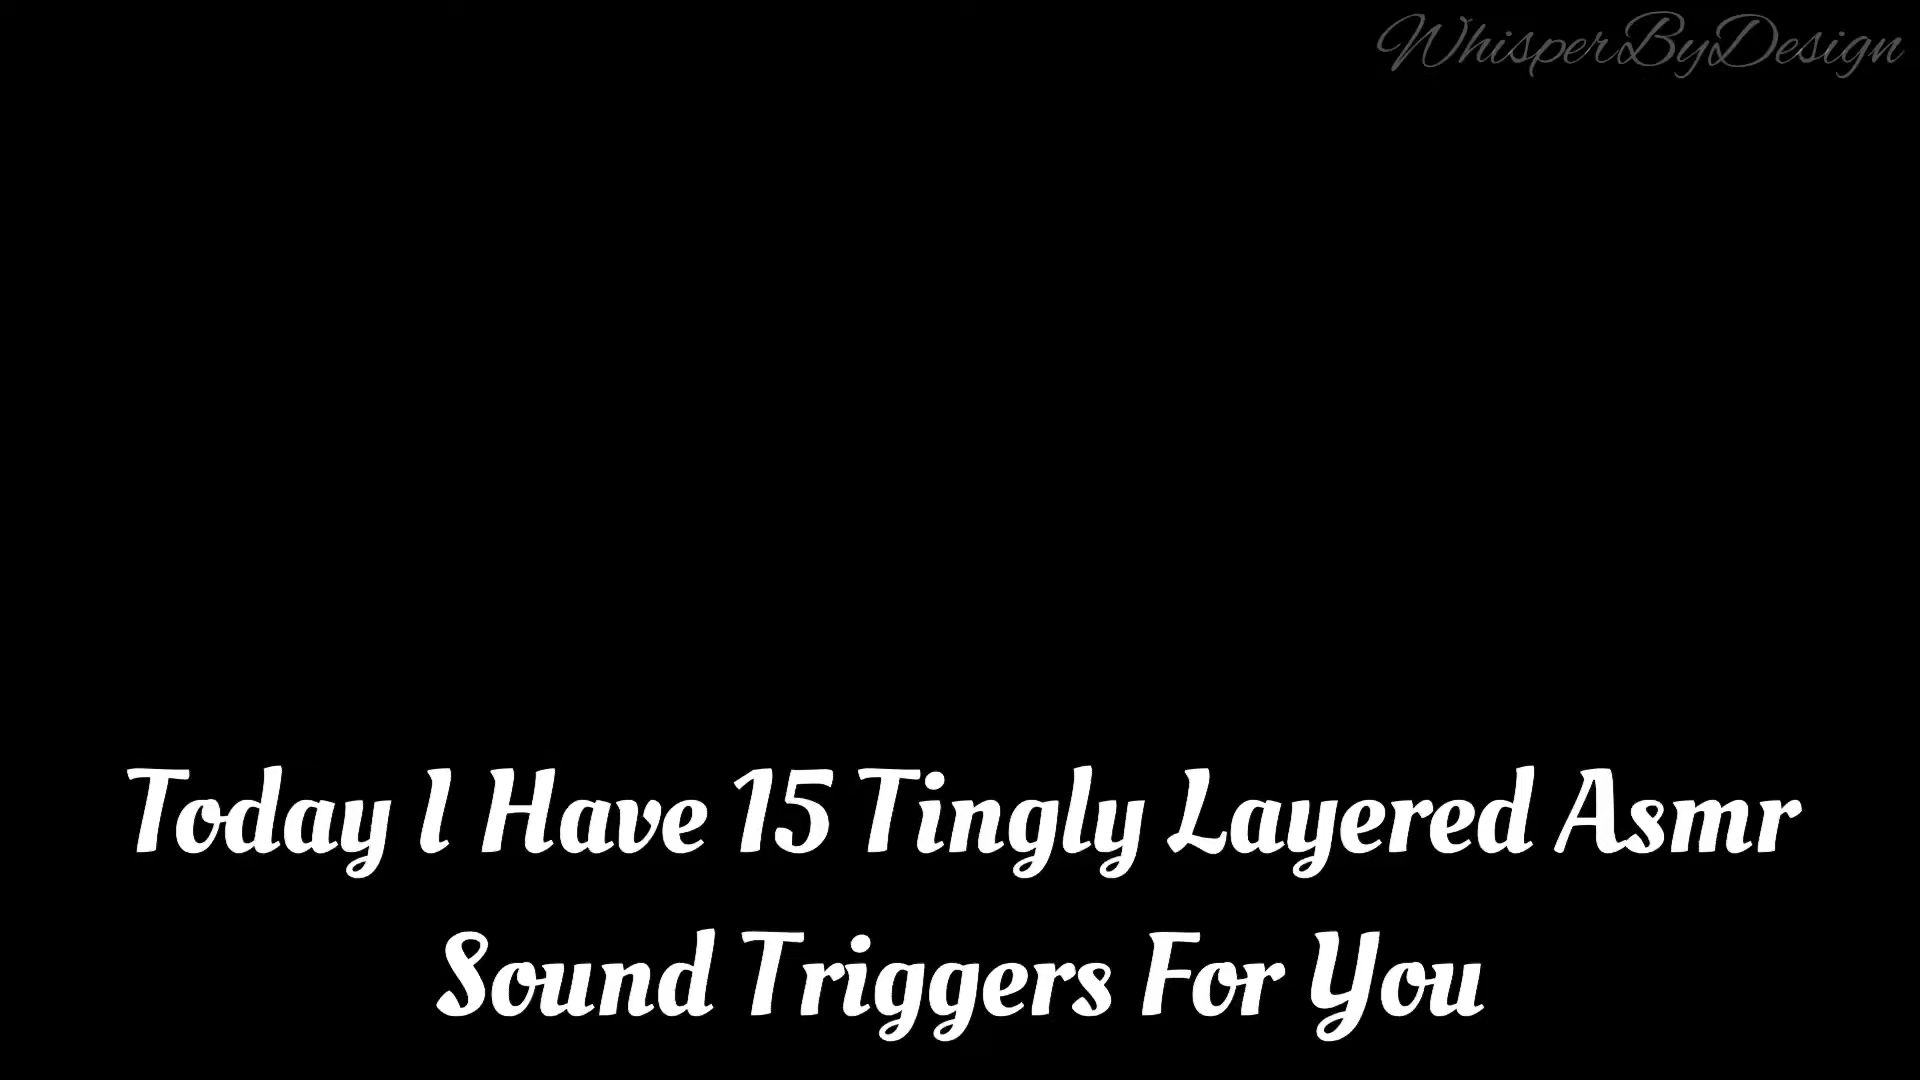 WhisperByDesign
Today I Have 15 Tingly Layered Asmr
Sound Triggers For You